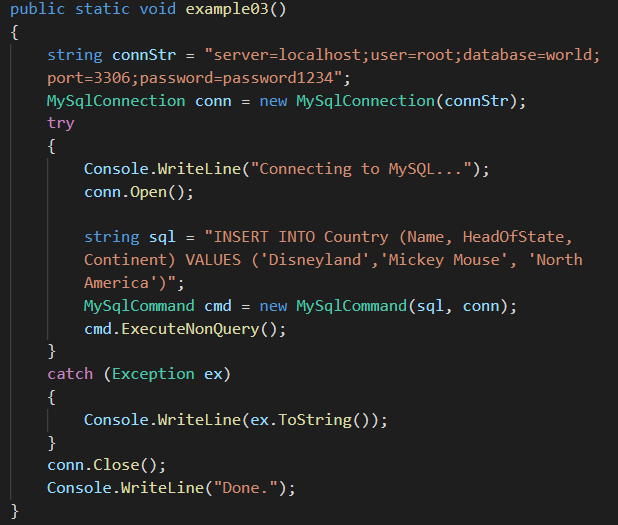 public static void example03()
{
string connStr = "server=localhost;user=root;database=world;
port=3306;password=password1234";
MySqlConnection conn = new MySqlConnection(connStr);
try
{
Console.WriteLine("Connecting to MySQL...");
conn.Open();
string sql = "INSERT INTO Country (Name, HeadOfState,
Continent) VALUES ('Disneyland','Mickey Mouse', 'North
America')";
MySqlCommand cmd = new MySqlCommand(sql, conn);
cmd.ExecuteNonQuery();
}
catch (Exception ex)
{
Console.WriteLine(ex.ToString());
}
conn.Close();
Console.WriteLine("Done.");
}